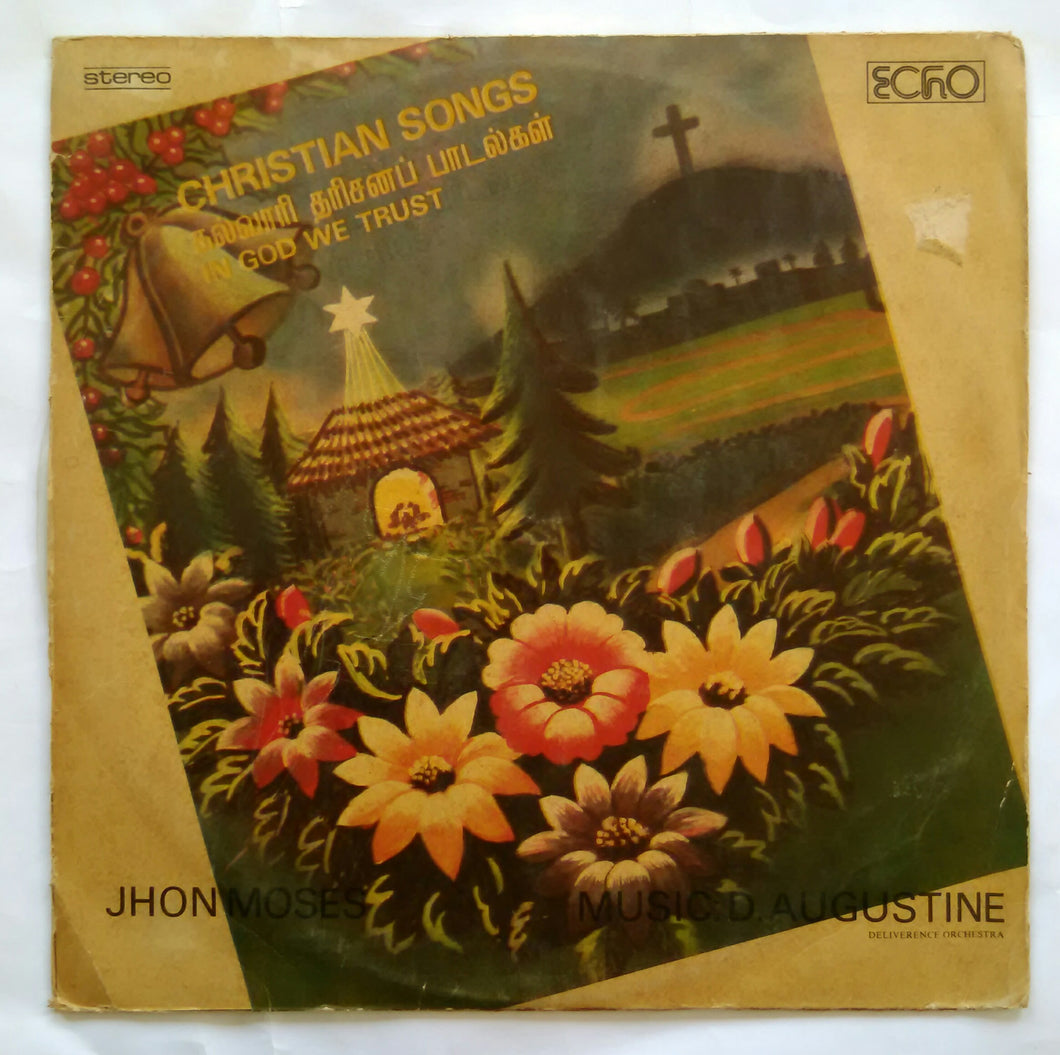 stereo
ECHO
CHRISTIAN SONGS
கல்வாரி தரிசனப் பாடல்கள்
IN GOD WE TRUST
JHON MOSES
MUSIC: D. AUGUSTINE
DELIVERENCE ORCHESTRA